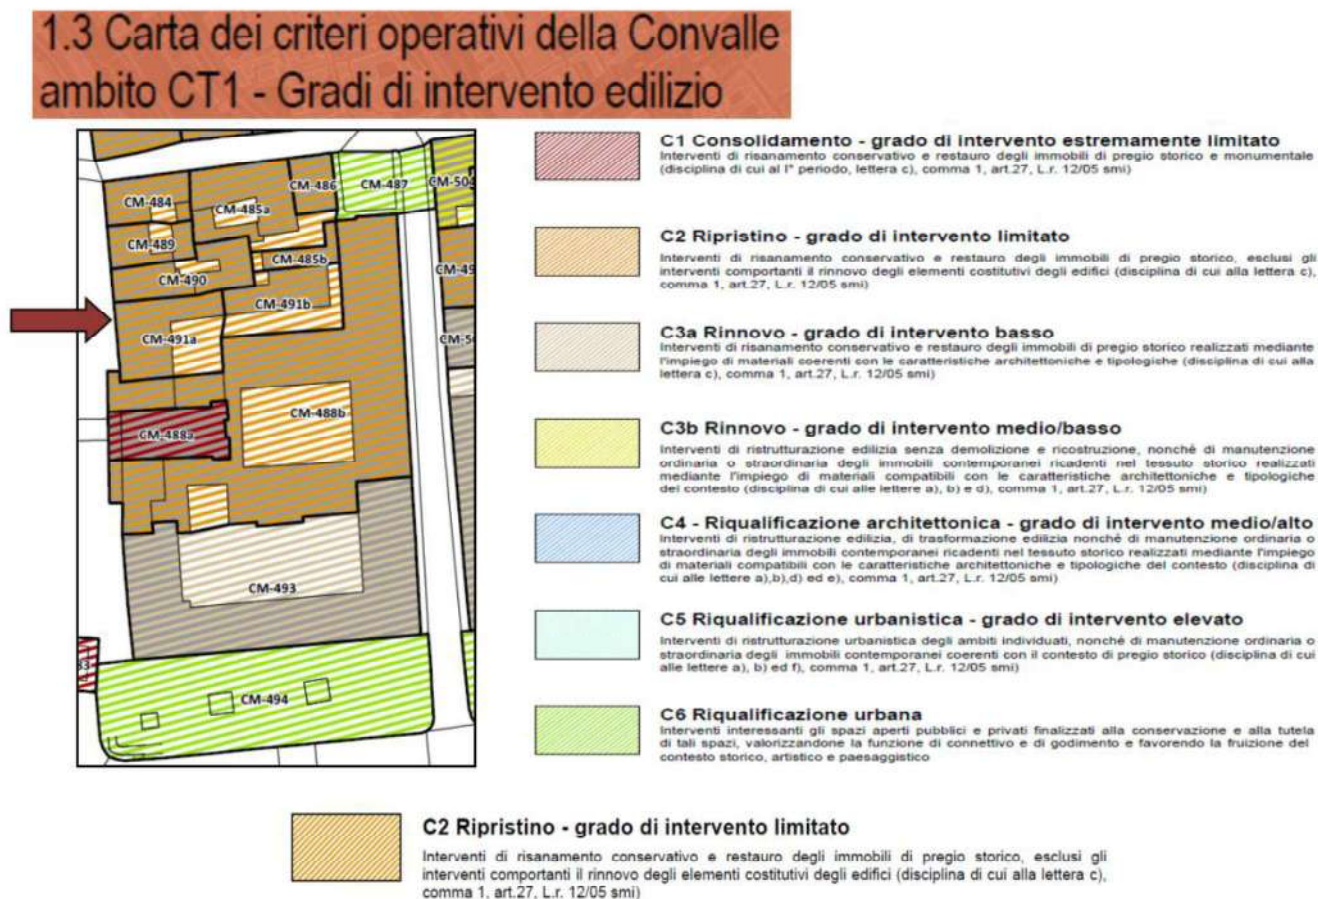 1.3 Carta dei criteri operativi della Convalle
ambito CT1 - Gradi di intervento edilizio
CM-484
CM-485a
CM-486
CM-487
CM-504
CM-489
CM-490
CM-485b
CM-491b
CM-491a
CM-488b
CM-488a
CM-493
CM-494
C1 Consolidamento - grado di intervento estremamente limitato
Interventi di risanamento conservativo e restauro degli immobili di pregio storico e monumentale
(disciplina di cui al I° periodo, lettera c), comma 1, art.27, L.r. 12/05 smi)
C2 Ripristino - grado di intervento limitato
Interventi di risanamento conservativo e restauro degli immobili di pregio storico, esclusi gli
interventi comportanti il rinnovo degli elementi costitutivi degli edifici (disciplina di cui alla lettera c),
comma 1, art.27, L.r. 12/05 smi)
C3a Rinnovo - grado di intervento basso
Interventi di risanamento conservativo e restauro degli immobili di pregio storico realizzati mediante
l'impiego di materiali coerenti con le caratteristiche architettoniche e tipologiche (disciplina di cui alla
lettera c), comma 1, art.27, L.r. 12/05 smi)
C3b Rinnovo - grado di intervento medio/basso
Interventi di ristrutturazione edilizia senza demolizione e ricostruzione, nonché di manutenzione
ordinaria o straordinaria degli immobili contemporanei ricadenti nel tessuto storico realizzati
mediante l'impiego di materiali compatibili con le caratteristiche architettoniche e tipologiche
del contesto (disciplina di cui alle lettere a), b) e d), comma 1, art.27, L.r. 12/05 smi)
C4 - Riqualificazione architettonica - grado di intervento medio/alto
Interventi di ristrutturazione edilizia, di trasformazione edilizia nonché di manutenzione ordinaria o
straordinaria degli immobili contemporanei ricadenti nel tessuto storico realizzati mediante l'impiego
di materiali compatibili con le caratteristiche architettoniche e tipologiche del contesto (disciplina di
cui alle lettere a),b),d) ed e), comma 1, art.27, L.r. 12/05 smi)
C5 Riqualificazione urbanistica - grado di intervento elevato
Interventi di ristrutturazione urbanistica degli ambiti individuati, nonché di manutenzione ordinaria o
straordinaria degli immobili contemporanei coerenti con il contesto di pregio storico (disciplina di cui
alle lettere a), b) ed f), comma 1, art.27, L.r. 12/05 smi)
C6 Riqualificazione urbana
Interventi interessanti gli spazi aperti pubblici e privati finalizzati alla conservazione e alla tutela
di tali spazi, valorizzandone la funzione di connettivo e di godimento e favorendo la fruizione del
contesto storico, artistico e paesaggistico
C2 Ripristino - grado di intervento limitato
Interventi di risanamento conservativo e restauro degli immobili di pregio storico, esclusi gli
interventi comportanti il rinnovo degli elementi costitutivi degli edifici (disciplina di cui alla lettera c),
comma 1, art.27, L.r. 12/05 smi)